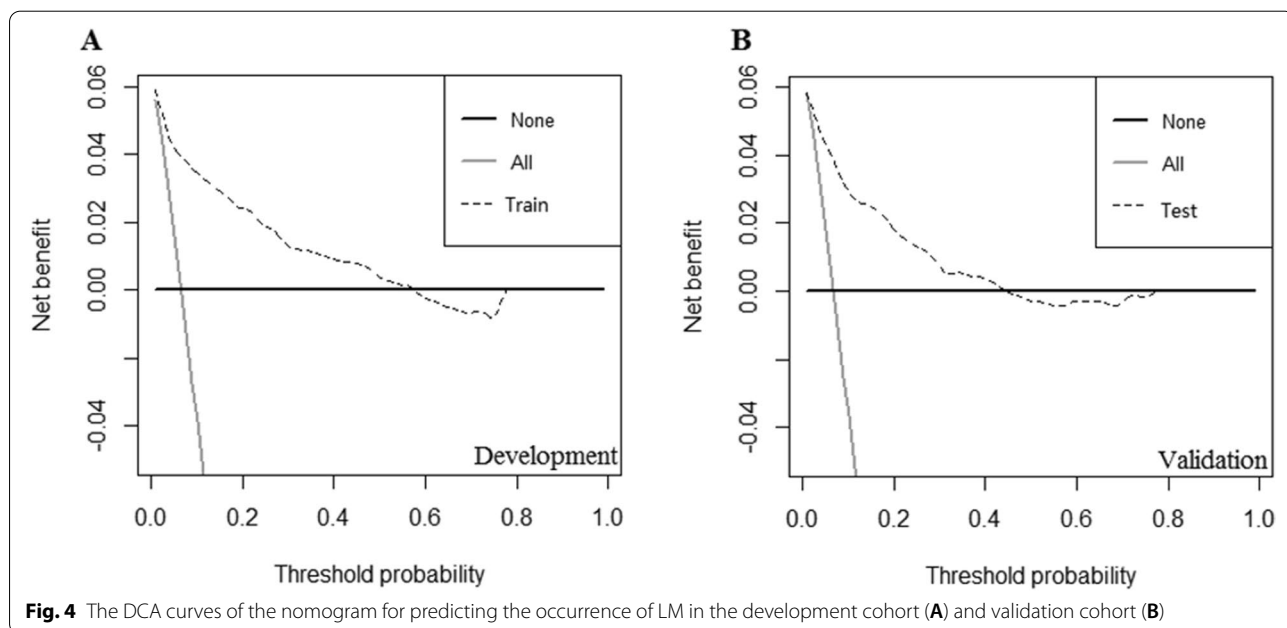 A
0.06
0.04
0.02
0.00
-0.04
Net benefit
None
All
Train
Development
0.0 0.2 0.4 0.6 0.8 1.0
Threshold probability
B
0.06
0.04
0.02
0.00
-0.04
Net benefit
None
All
Test
Validation
0.0 0.2 0.4 0.6 0.8 1.0
Threshold probability
Fig. 4 The DCA curves of the nomogram for predicting the occurrence of LM in the development cohort (A) and validation cohort (B)